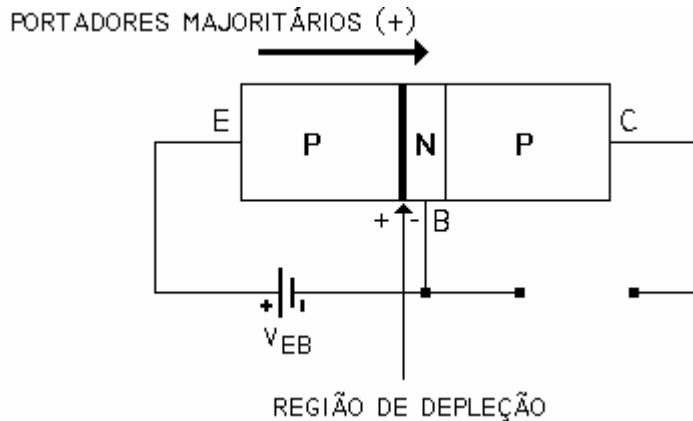 PORTADORES MAJORITÁRIOS (+)
E P N P C
+ - B
+ -
VEB
REGIÃO DE DEPLEÇÃO